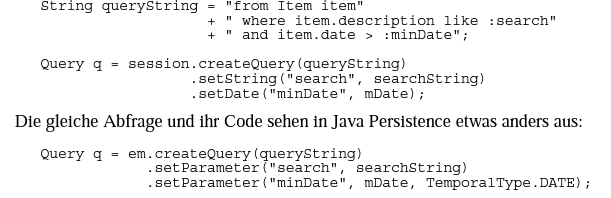 String queryString = "from Item item"
+ " where item.description like :search"
+ " and item.date > :minDate";
Query q = session.createQuery(queryString)
.setString("search", searchString)
.setDate("minDate", mDate);
Die gleiche Abfrage und ihr Code sehen in Java Persistence etwas anders aus:
Query q = em.createQuery(queryString)
.setParameter("search", searchString)
.setParameter("minDate", mDate, TemporalType.DATE);